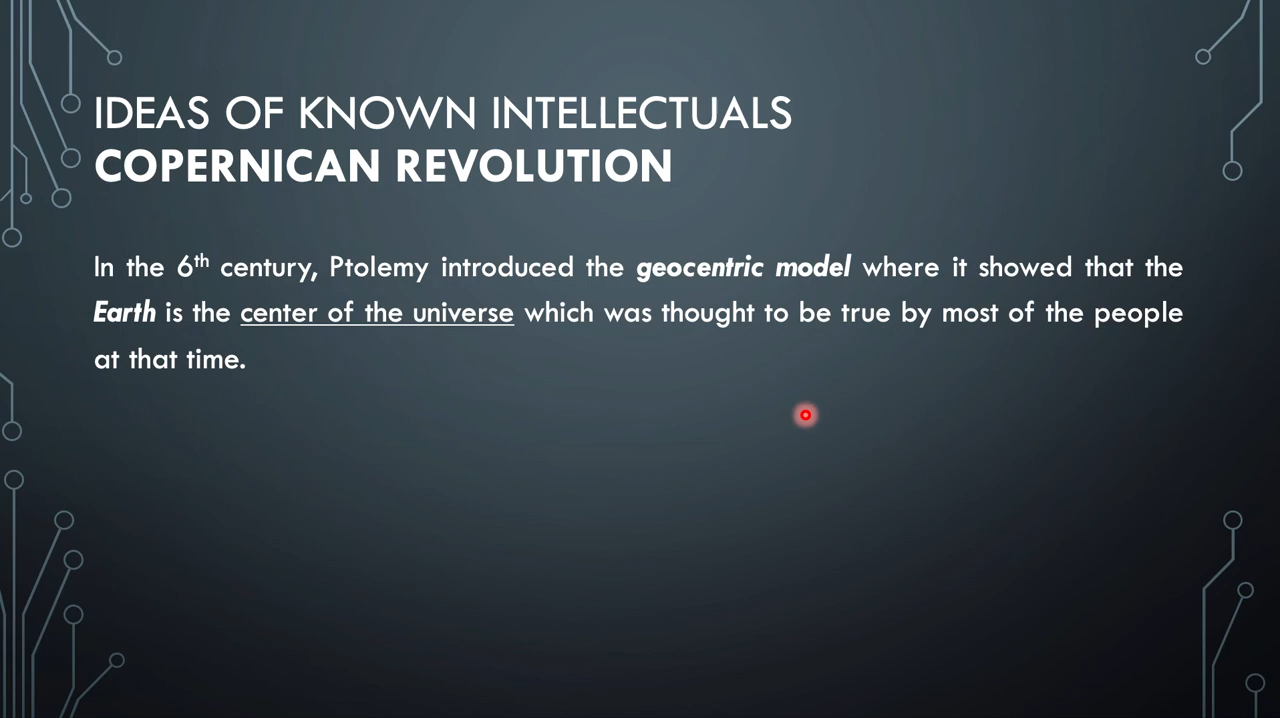 IDEAS OF KNOWN INTELLECTUALS
COPERNICAN REVOLUTION
In the 6th century, Ptolemy introduced the geocentric model where it showed that the
Earth is the center of the universe which was thought to be true by most of the people
at that time.